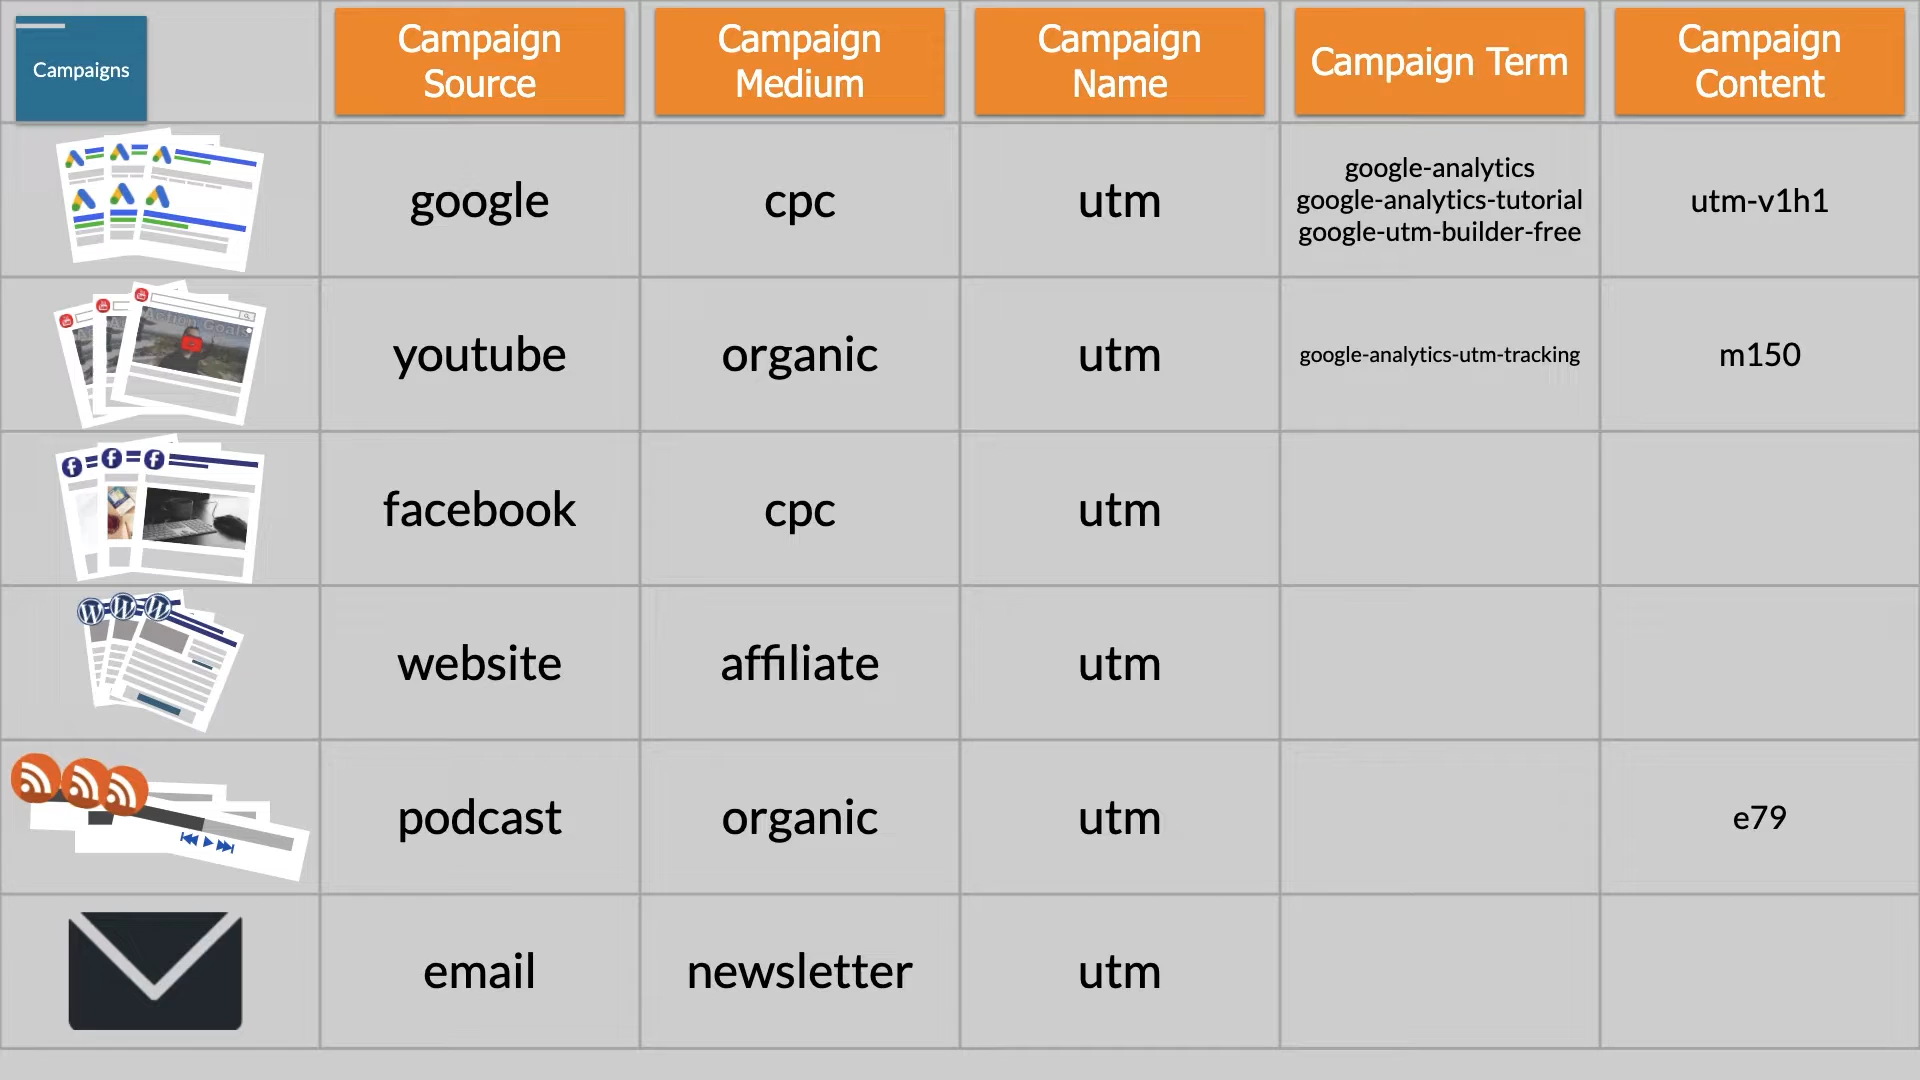 Campaigns
Campaign
Source
Campaign
Medium
Campaign
Name
Campaign Term
Campaign
Content
google
cpc
utm
google-analytics
google-analytics-tutorial
google-utm-builder-free
utm-v1h1
Action Goals
youtube
organic
utm
google-analytics-utm-tracking
m150
facebook
cpc
utm
website
affiliate
utm
podcast
organic
utm
e79
email
newsletter
utm